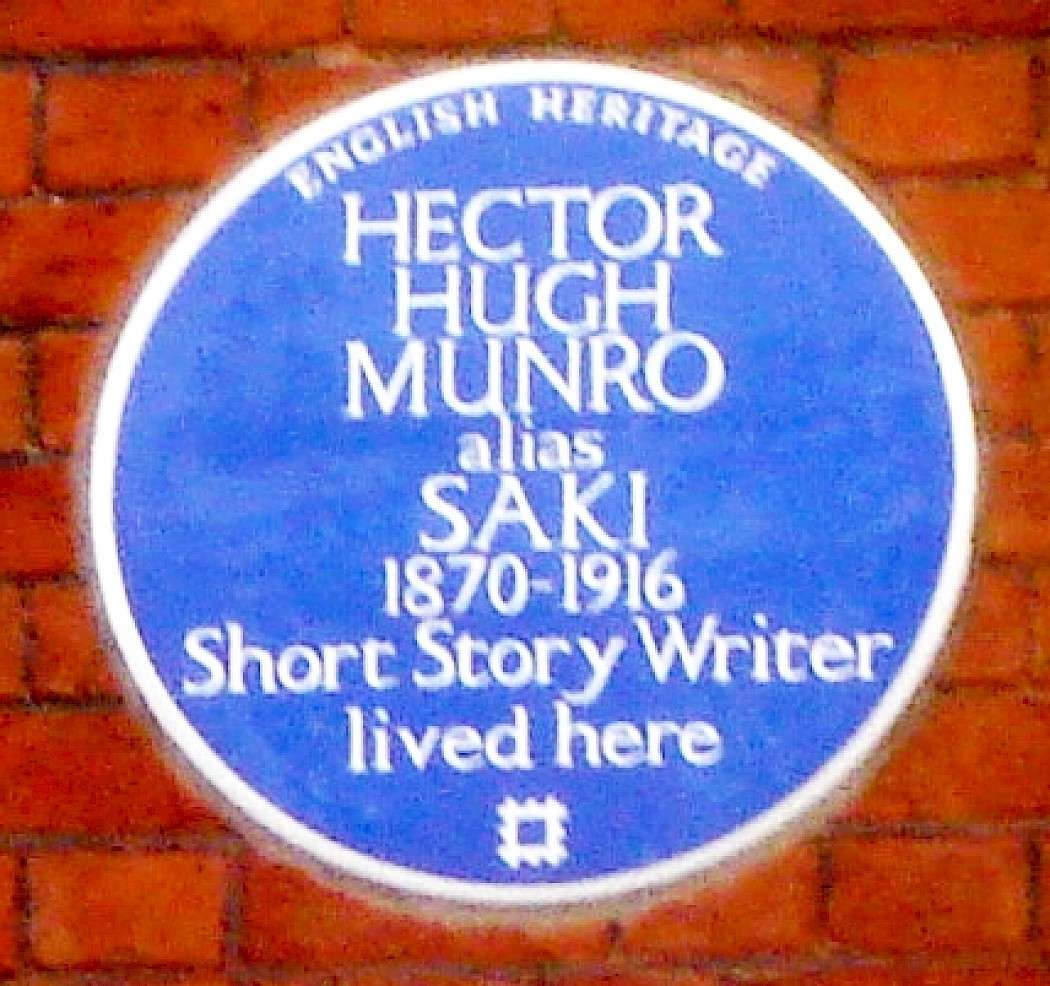 ENGLISH HERITAGE
HECTOR
HUGH
MUNRO
alias
SAKI
1870-1916
Short Story Writer
lived here